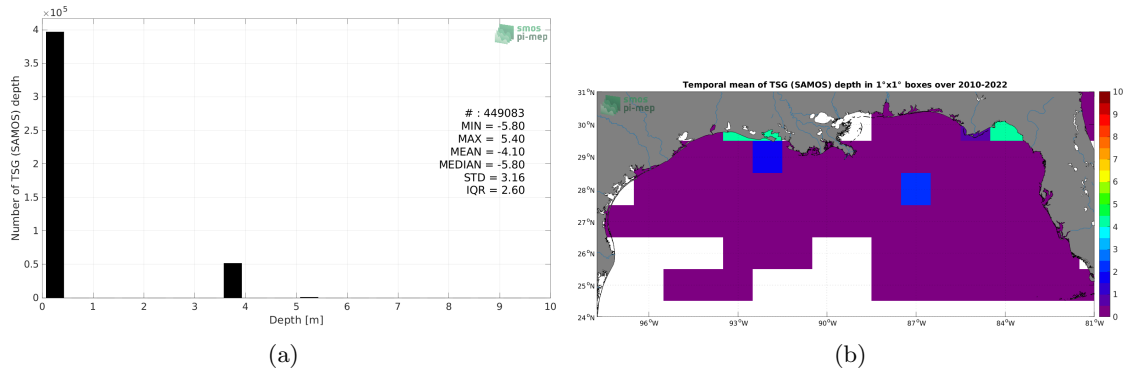 ×10^5
4
3.5
3
2.5
2
1.5
1
0.5
0
Number of TSG (SAMOS) depth
smos
pi-mep
# : 449083
MIN = -5.80
MAX = 5.40
MEAN = -4.10
MEDIAN = -5.80
STD = 3.16
IQR = 2.60
0 1 2 3 4 5 6 7 8 9 10
Depth [m]
(a)
Temporal mean of TSG (SAMOS) depth in 1°x1° boxes over 2010-2022
smos
pi-mep
31°N
30°N
29°N
28°N
27°N
26°N
25°N
24°N
96°W 93°W 90°W 87°W 84°W 81°W
10
9
8
7
6
5
4
3
2
1
0
(b)